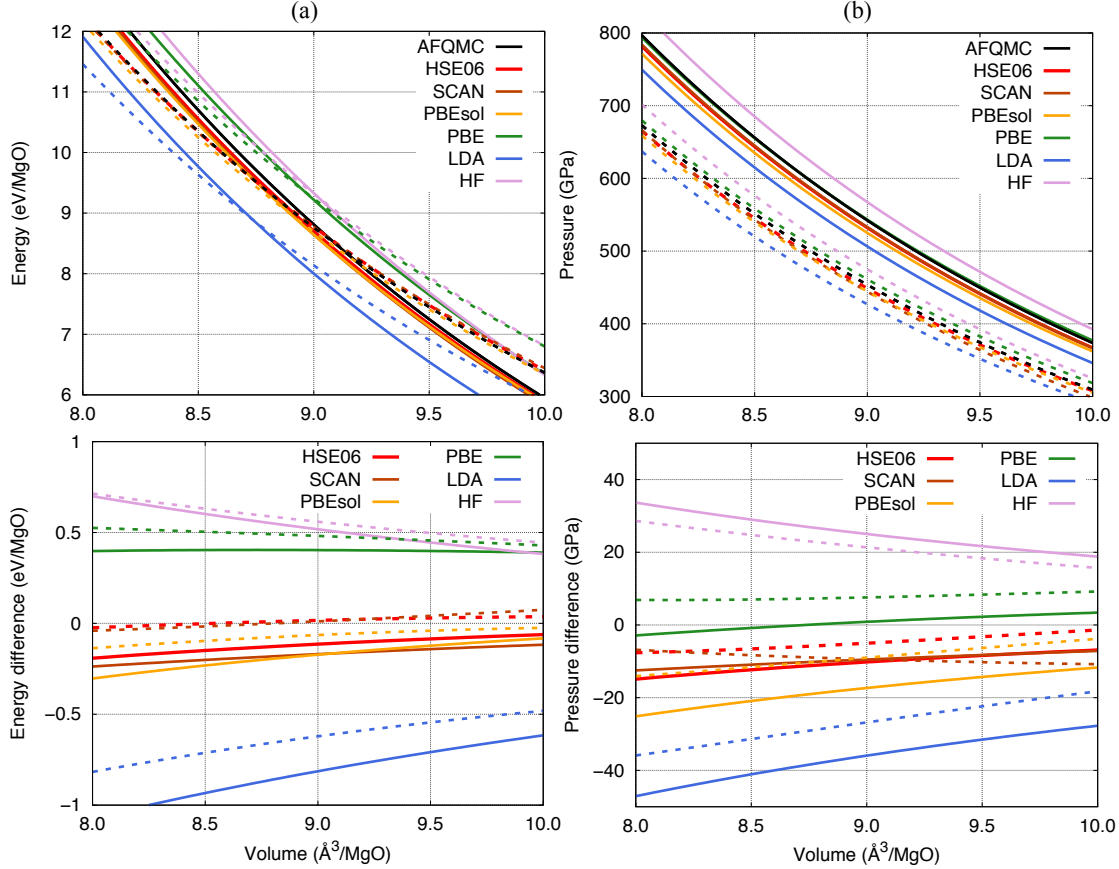 (a)
12
11
10
9
8
7
6
Energy (eV/MgO)
8.0 8.5 9.0 9.5 10.0
AFQMC
HSE06
SCAN
PBEsol
PBE
LDA
HF
(b)
800
700
600
500
400
300
Pressure (GPa)
8.0 8.5 9.0 9.5 10.0
AFQMC
HSE06
SCAN
PBEsol
PBE
LDA
HF
1
0.5
0
−0.5
−1
Energy difference (eV/MgO)
HSE06 PBE
SCAN LDA
PBEsol HF
8.0 8.5 9.0 9.5 10.0
Volume (Å³/MgO)
40
20
0
−20
−40
Pressure difference (GPa)
HSE06 PBE
SCAN LDA
PBEsol HF
8.0 8.5 9.0 9.5 10.0
Volume (Å³/MgO)